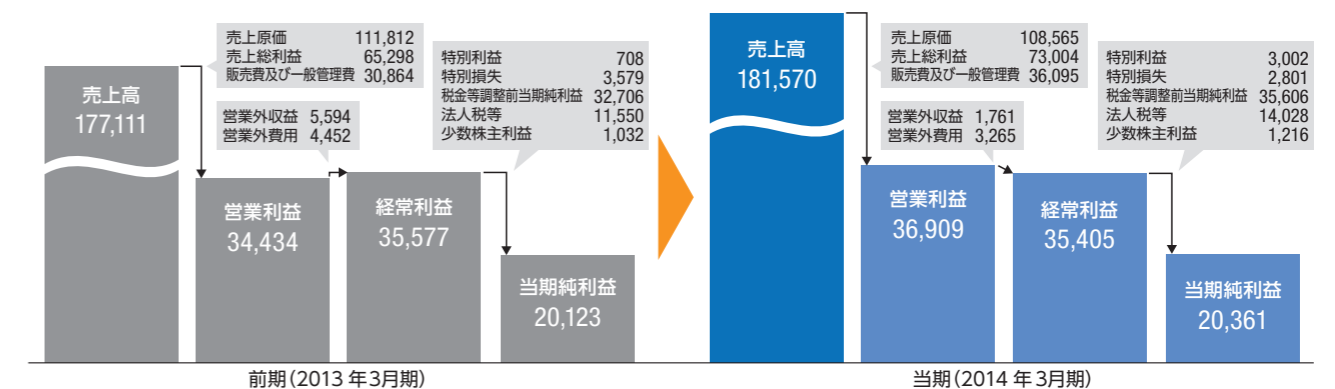 売上高
177,111
売上原価 111,812
売上総利益 65,298
販売費及び一般管理費 30,864
営業外収益 5,594
営業外費用 4,452
営業利益
34,434
経常利益
35,577
特別利益 708
特別損失 3,579
税金等調整前当期純利益 32,706
法人税等 11,550
少数株主利益 1,032
当期純利益
20,123
前期(2013年3月期)
売上高
181,570
売上原価 108,565
売上総利益 73,004
販売費及び一般管理費 36,095
営業外収益 1,761
営業外費用 3,265
営業利益
36,909
経常利益
35,405
特別利益 3,002
特別損失 2,801
税金等調整前当期純利益 35,606
法人税等 14,028
少数株主利益 1,216
当期純利益
20,361
当期(2014年3月期)